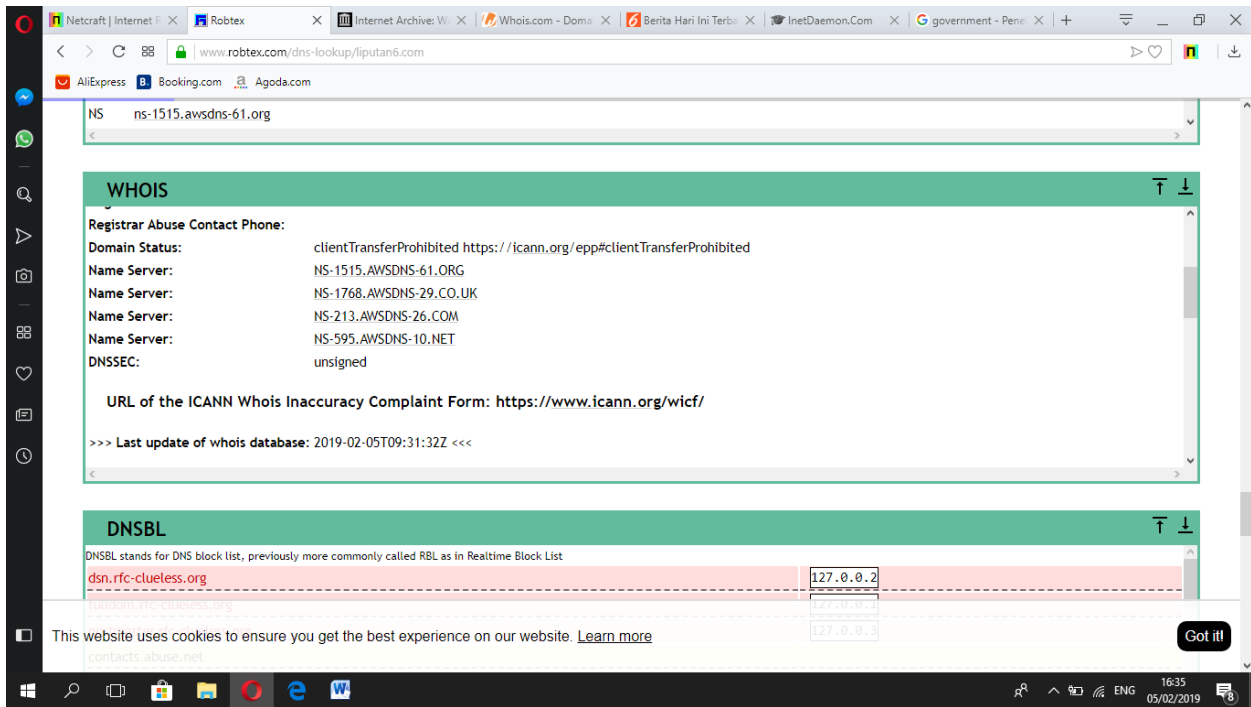 Netcraft | Internet R
Robtex
Internet Archive: W
Whois.com - Doma
Berita Hari Ini Terba
InetDaemon.Com
government - Pene
www.robtex.com/dns-lookup/liputan6.com
AliExpress
B. Booking.com
a Agoda.com
NS ns-1515.awsdns-61.org
WHOIS
Registrar Abuse Contact Phone:
Domain Status: clientTransferProhibited https://icann.org/epp#clientTransferProhibited
Name Server: NS-1515.AWSDNS-61.ORG
Name Server: NS-1768.AWSDNS-29.CO.UK
Name Server: NS-213.AWSDNS-26.COM
Name Server: NS-595.AWSDNS-10.NET
DNSSEC: unsigned
URL of the ICANN Whois Inaccuracy Complaint Form: https://www.icann.org/wicf/
>>> Last update of whois database: 2019-02-05T09:31:32Z <<<
DNSBL
DNSBL stands for DNS block list, previously more commonly called RBL as in Realtime Block List
dsn.rfc-clueless.org 127.0.0.2
fulldom.rfc-clueless.org 127.0.0.1
127.0.0.3
This website uses cookies to ensure you get the best experience on our website. Learn more
Got it!
contacts.abuse.net
ENG
16:35
05/02/2019
8